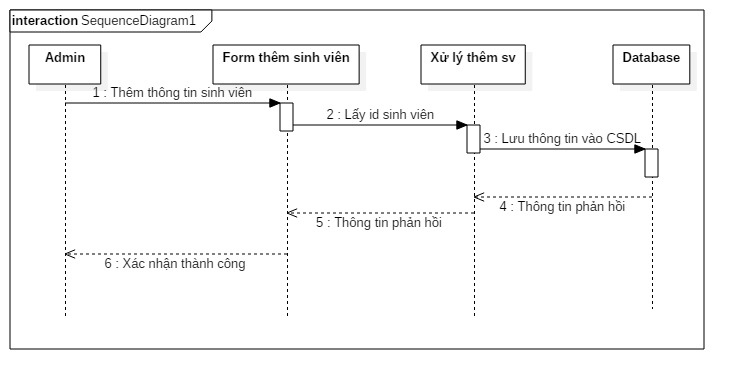 interaction SequenceDiagram1
Admin
Form thêm sinh viên
Xử lý thêm sv
Database
1 : Thêm thông tin sinh viên
2 : Lấy id sinh viên
3 : Lưu thông tin vào CSDL
4 : Thông tin phản hồi
5 : Thông tin phản hồi
6 : Xác nhận thành công